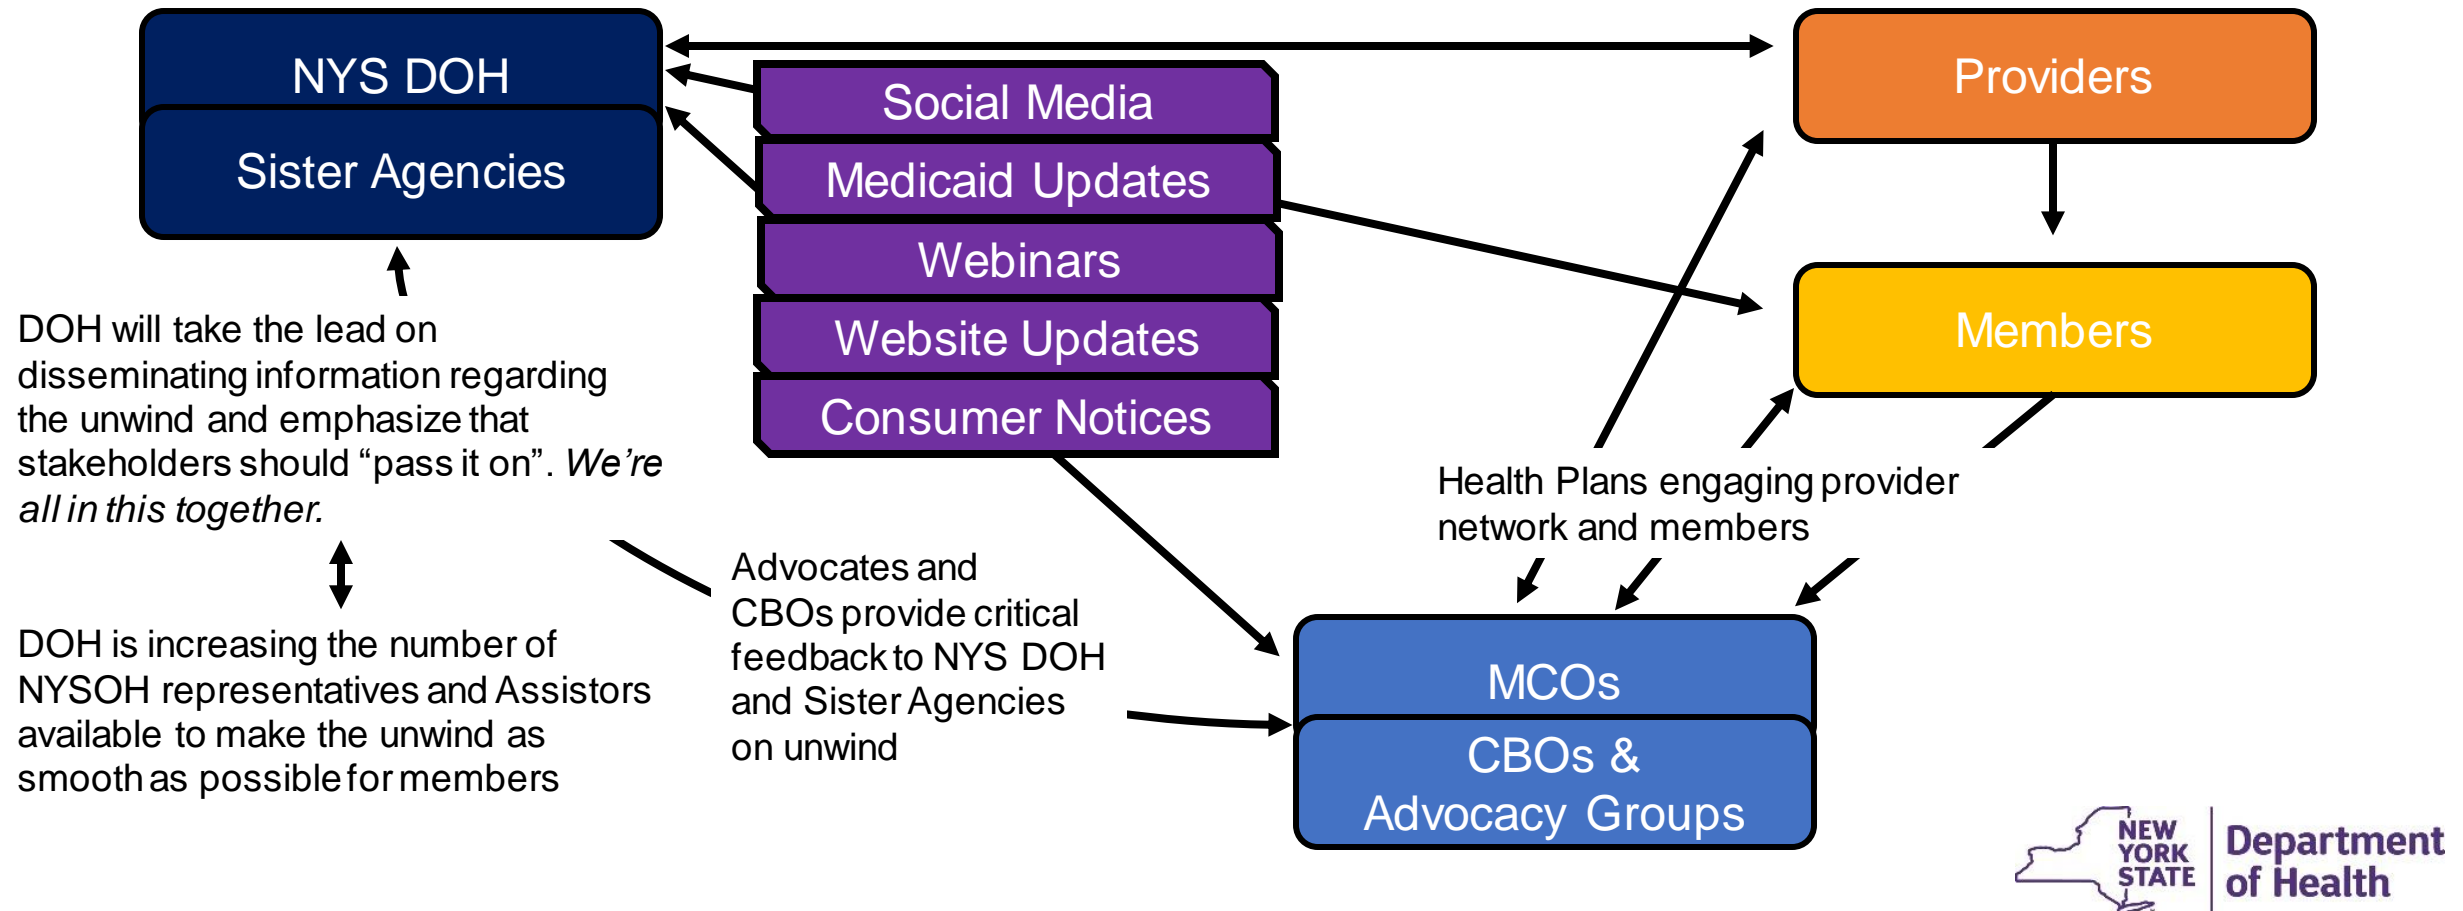 NYS DOH
Sister Agencies
Social Media
Medicaid Updates
Webinars
Website Updates
Consumer Notices
Providers
Members
DOH will take the lead on
disseminating information regarding
the unwind and emphasize that
stakeholders should “pass it on”. We’re
all in this together.
DOH is increasing the number of
NYSOH representatives and Assistors
available to make the unwind as
smooth as possible for members
Advocates and
CBOs provide critical
feedback to NYS DOH
and Sister Agencies
on unwind
Health Plans engaging provider
network and members
MCOs
CBOs &
Advocacy Groups
NEW
YORK
STATE
Department
of Health